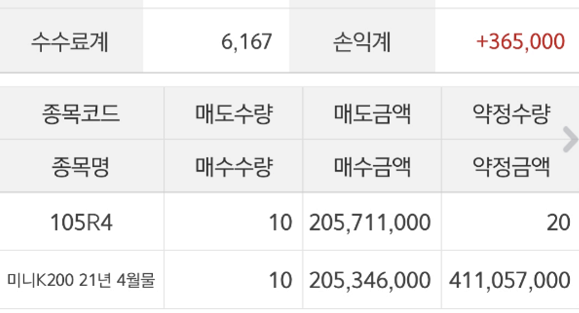 수수료계 6,167 손익계 +365,000
종목코드 매도수량 매도금액 약정수량
종목명 매수수량 매수금액 약정금액
105R4 10 205,711,000 20
미니K200 21년 4월물 10 205,346,000 411,057,000